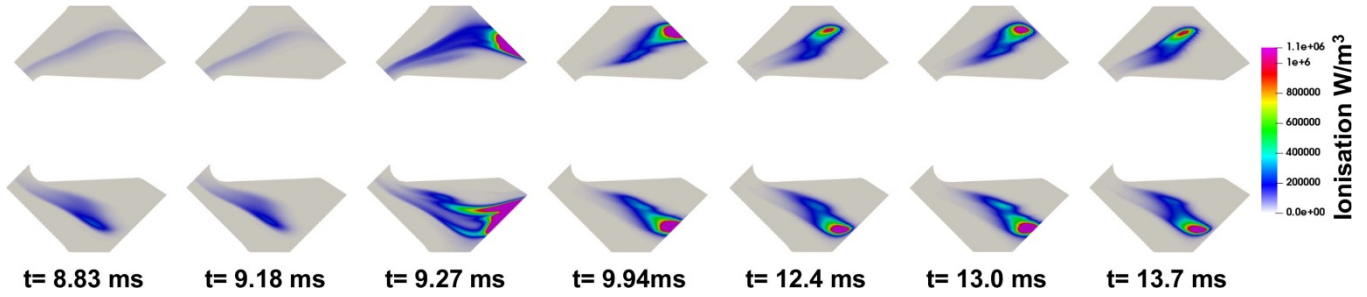 1.1e+06
1e+6
800000
600000
400000
200000
0.0e+00
Ionisation W/m³
t= 8.83 ms
t= 9.18 ms
t= 9.27 ms
t= 9.94ms
t= 12.4 ms
t= 13.0 ms
t= 13.7 ms